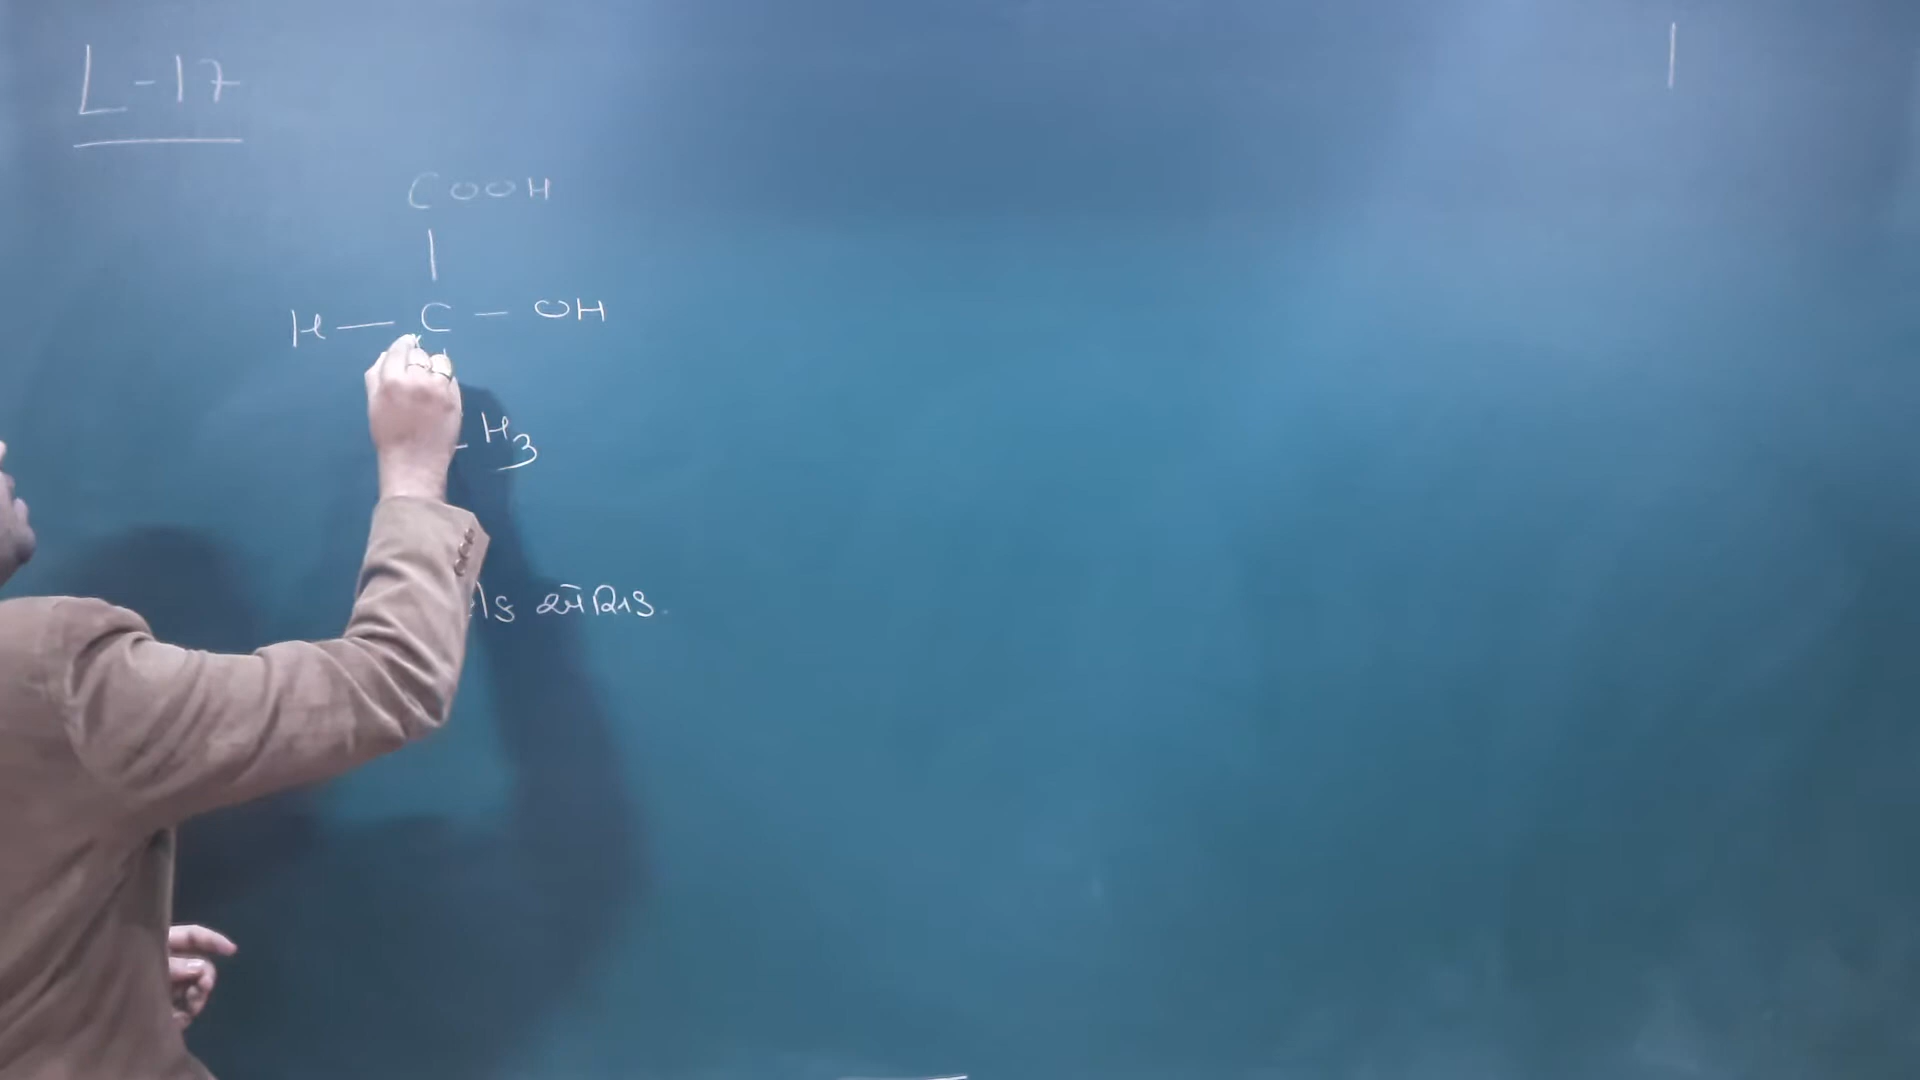 L-17
COOH
|
H — C — OH
H3